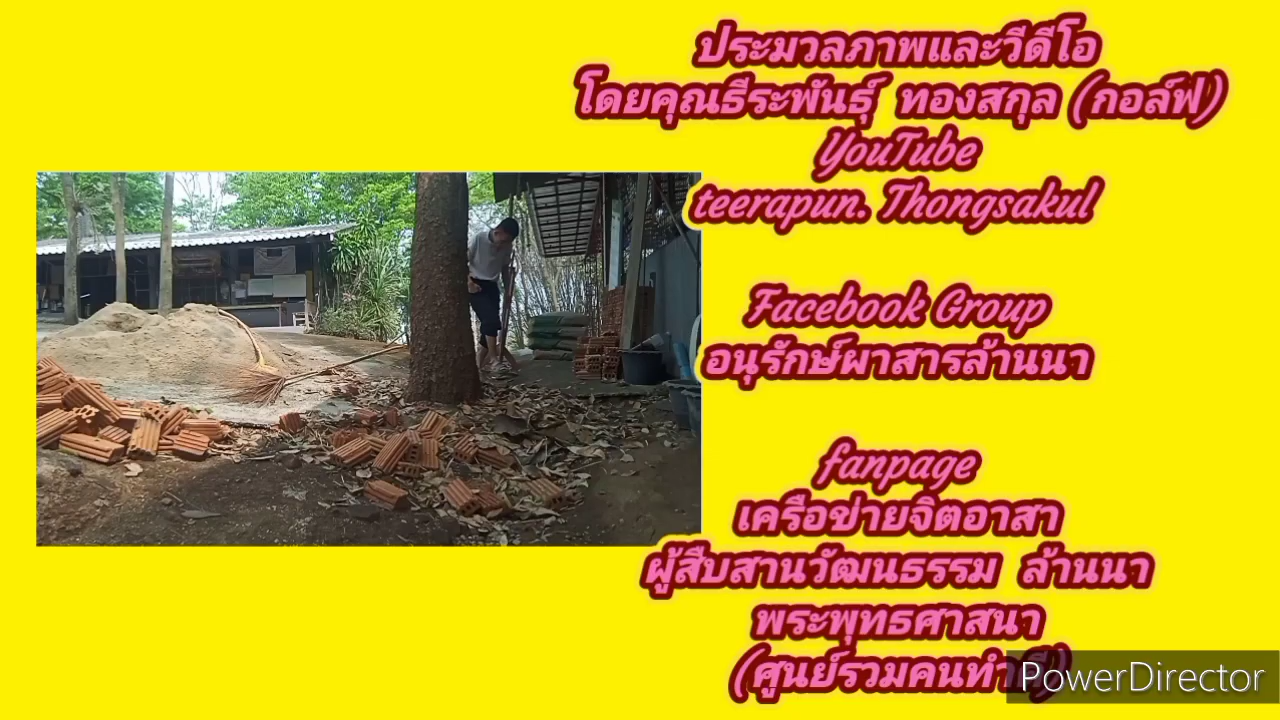 ประมวลภาพและวีดีโอ
โดยคุณธีระพันธุ์ ทองสกุล (กอล์ฟ)
YouTube
teerapun. Thongsakul
Facebook Group
อนุรักษ์ผาสารล้านนา
fanpage
เครือข่ายจิตอาสา
ผู้สืบสานวัฒนธรรม ล้านนา
พระพุทธศาสนา
(ศูนย์รวมคนทำดี)
PowerDirector